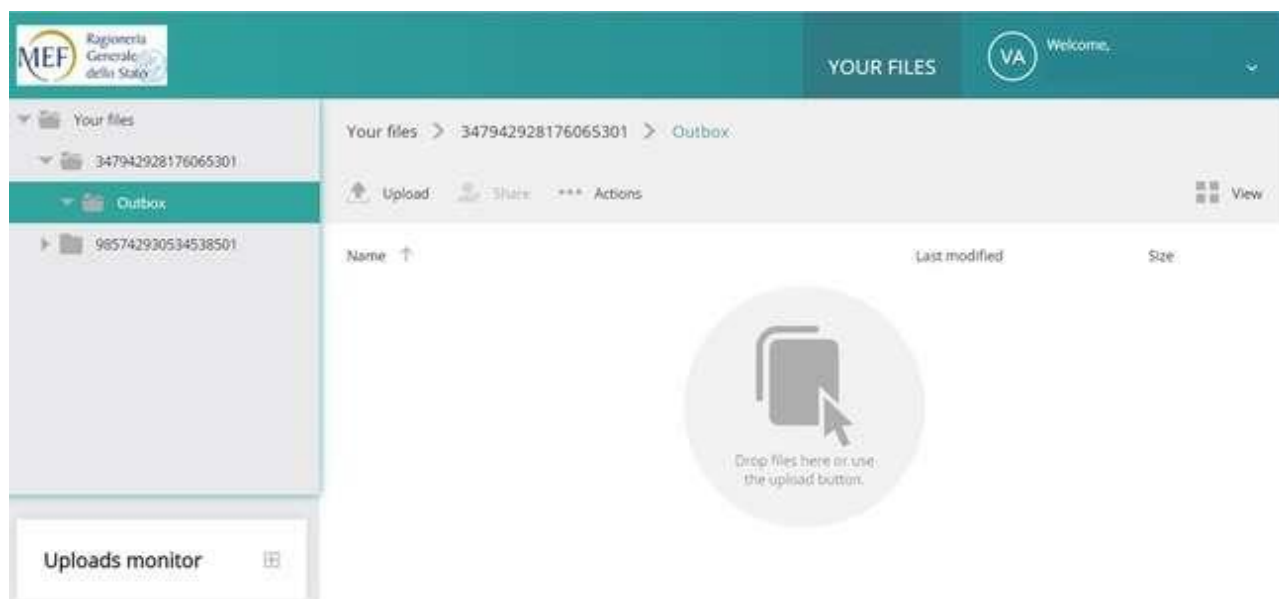 MEF
Ragioneria
Generale
dello Stato
YOUR FILES
VA
Welcome,
Your files
347942928176065301
Outbox
985742930534538501
Your files > 347942928176065301 > Outbox
Upload Share ••• Actions
View
Name ↑ Last modified Size
Drop files here or use
the upload button.
Uploads monitor